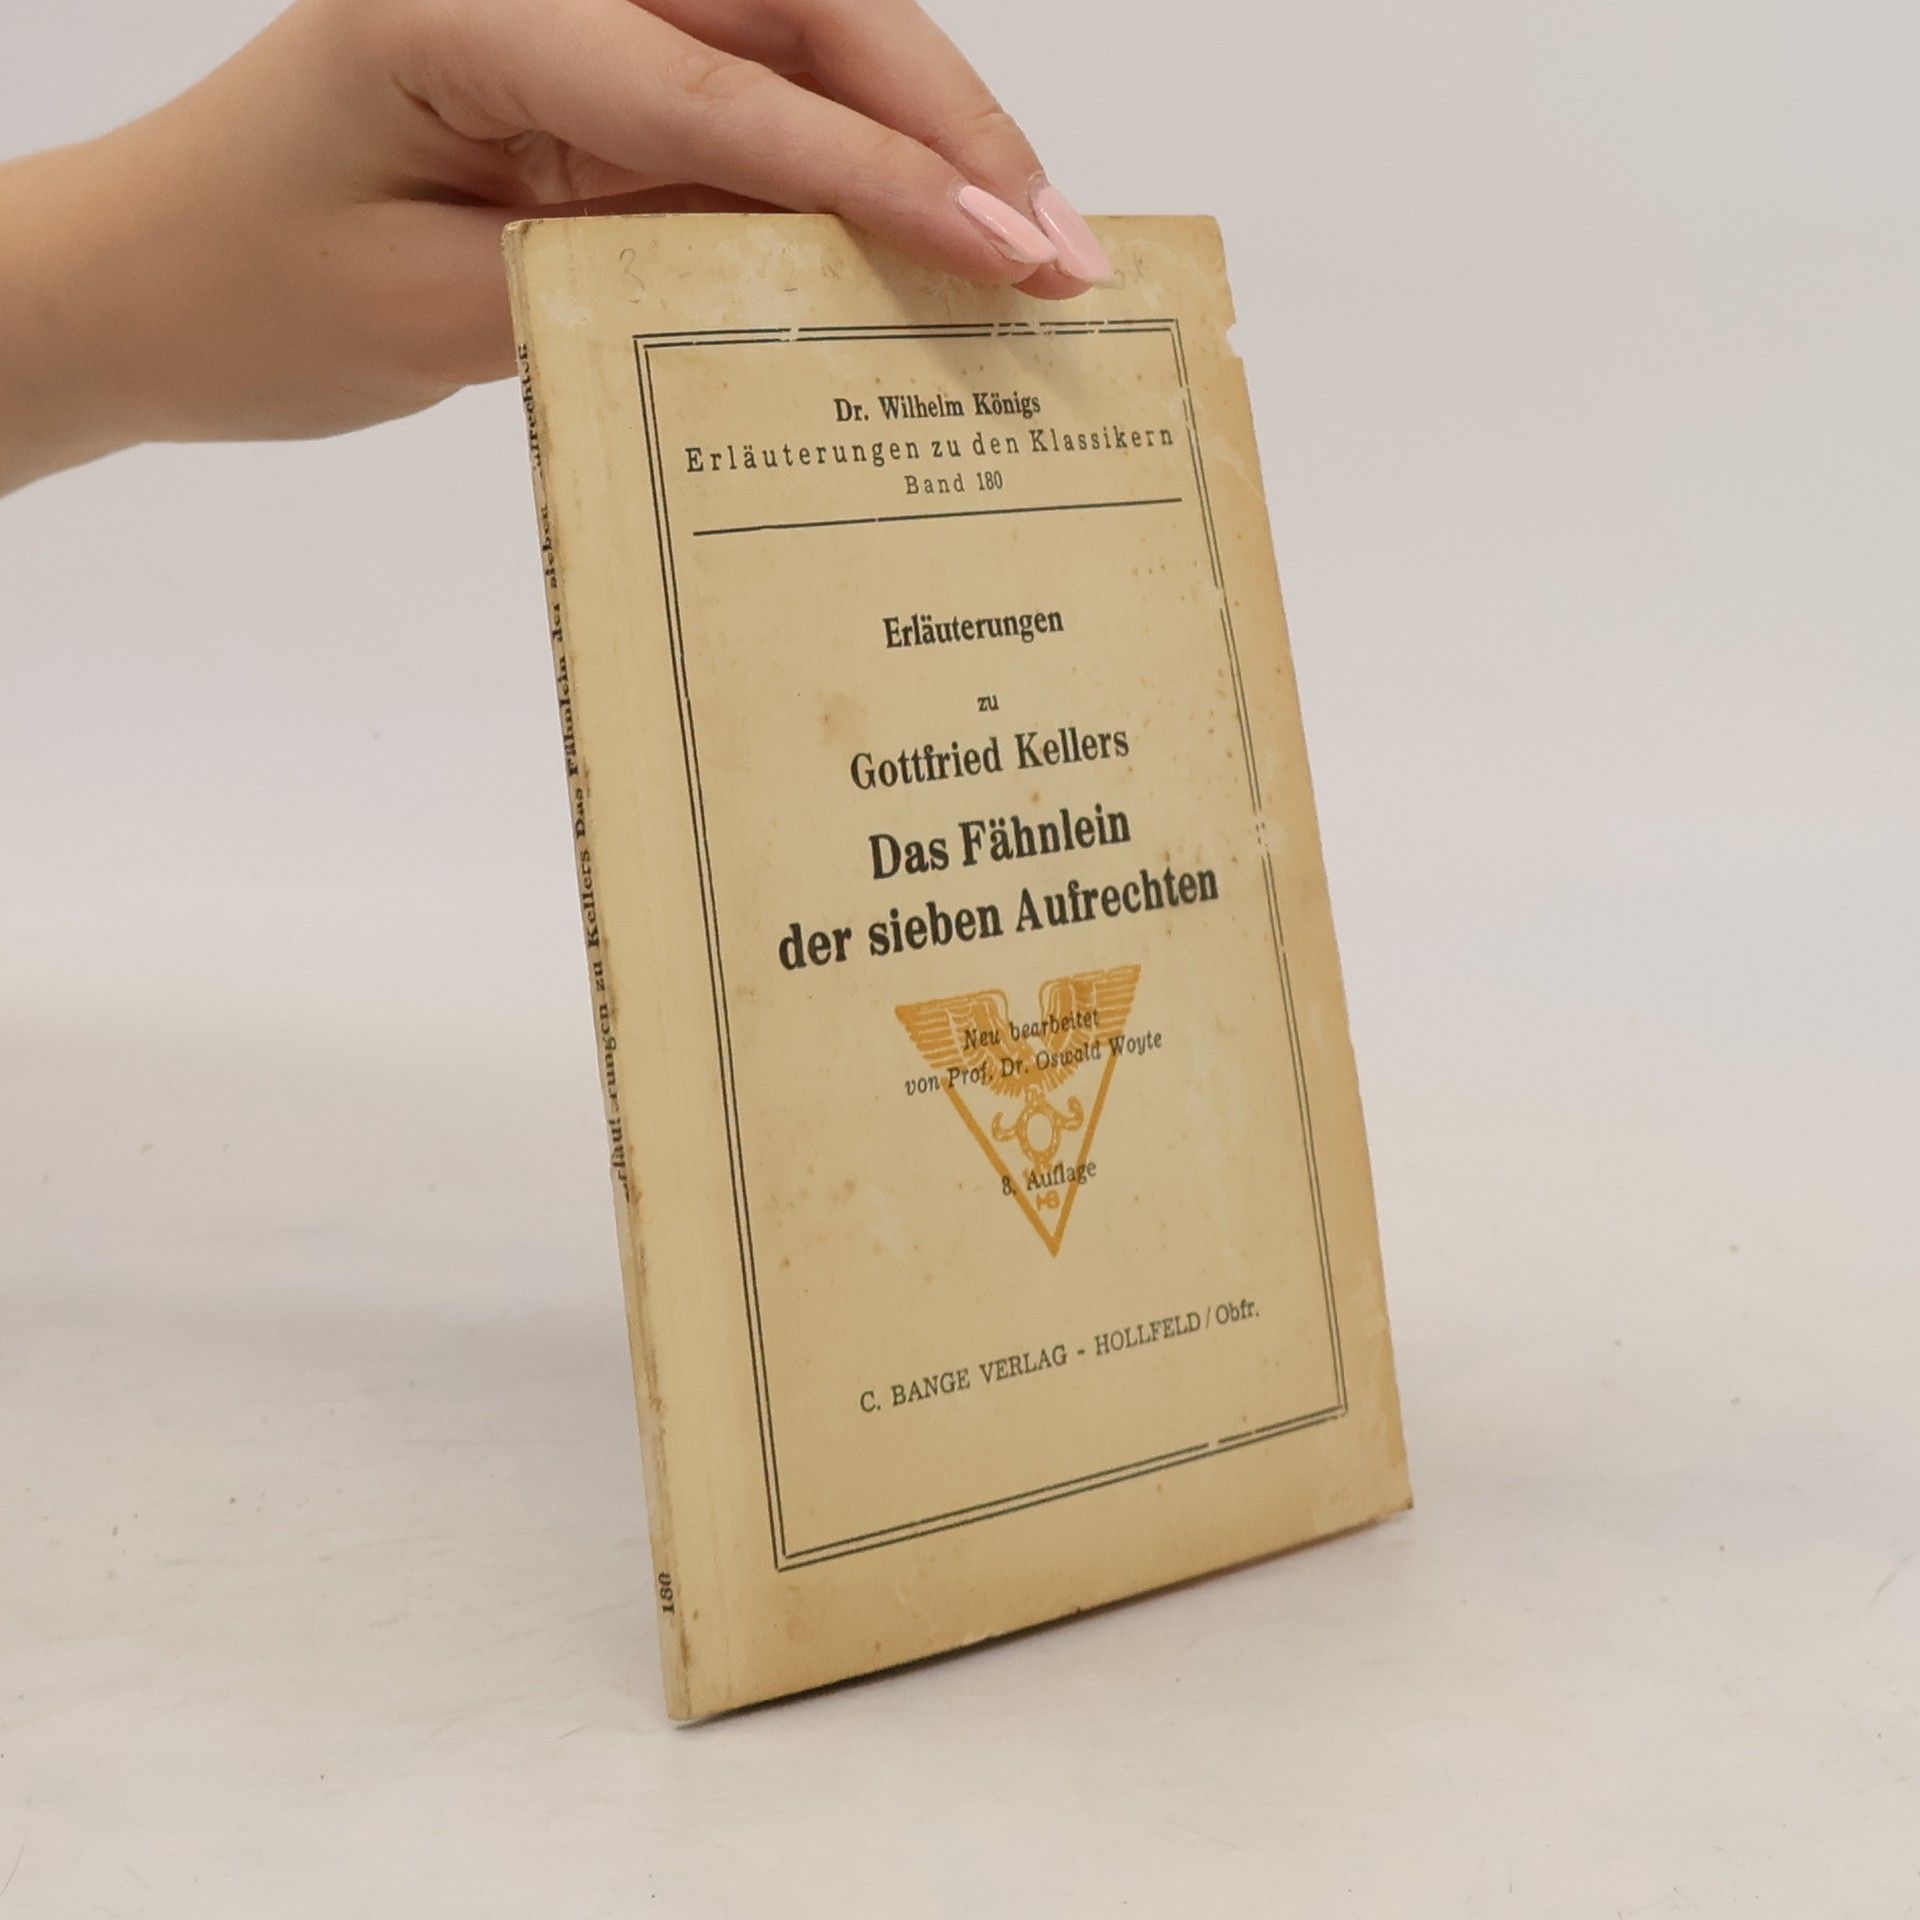 Dr. Wilhelm Königs
Erläuterungen zu den Klassikern
Band 180
Erläuterungen
zu
Gottfried Kellers
Das Fähnlein
der sieben Aufrechten
Neu bearbeitet
von Prof. Dr. Oswald Woyte
8. Auflage
C. BANGE VERLAG - HOLLFELD / Obfr.
zu Kellers Das Fähnlein der sieben
180